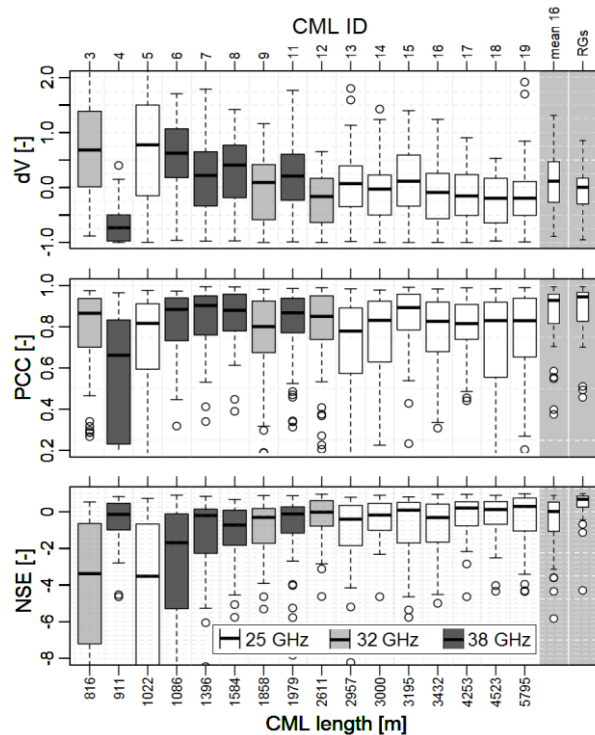 CML ID
3 4 5 6 7 8 9 11 12 13 14 15 16 17 18 19 mean 16 RGs
dV [-]
2.0
1.0
0.0
-1.0
PCC [-]
1.0
0.8
0.6
0.4
0.2
NSE [-]
0
-2
-4
-6
-8
25 GHz 32 GHz 38 GHz
816 911 1022 1086 1396 1584 1858 1979 2611 2957 3000 3195 3432 4253 4523 5795
CML length [m]